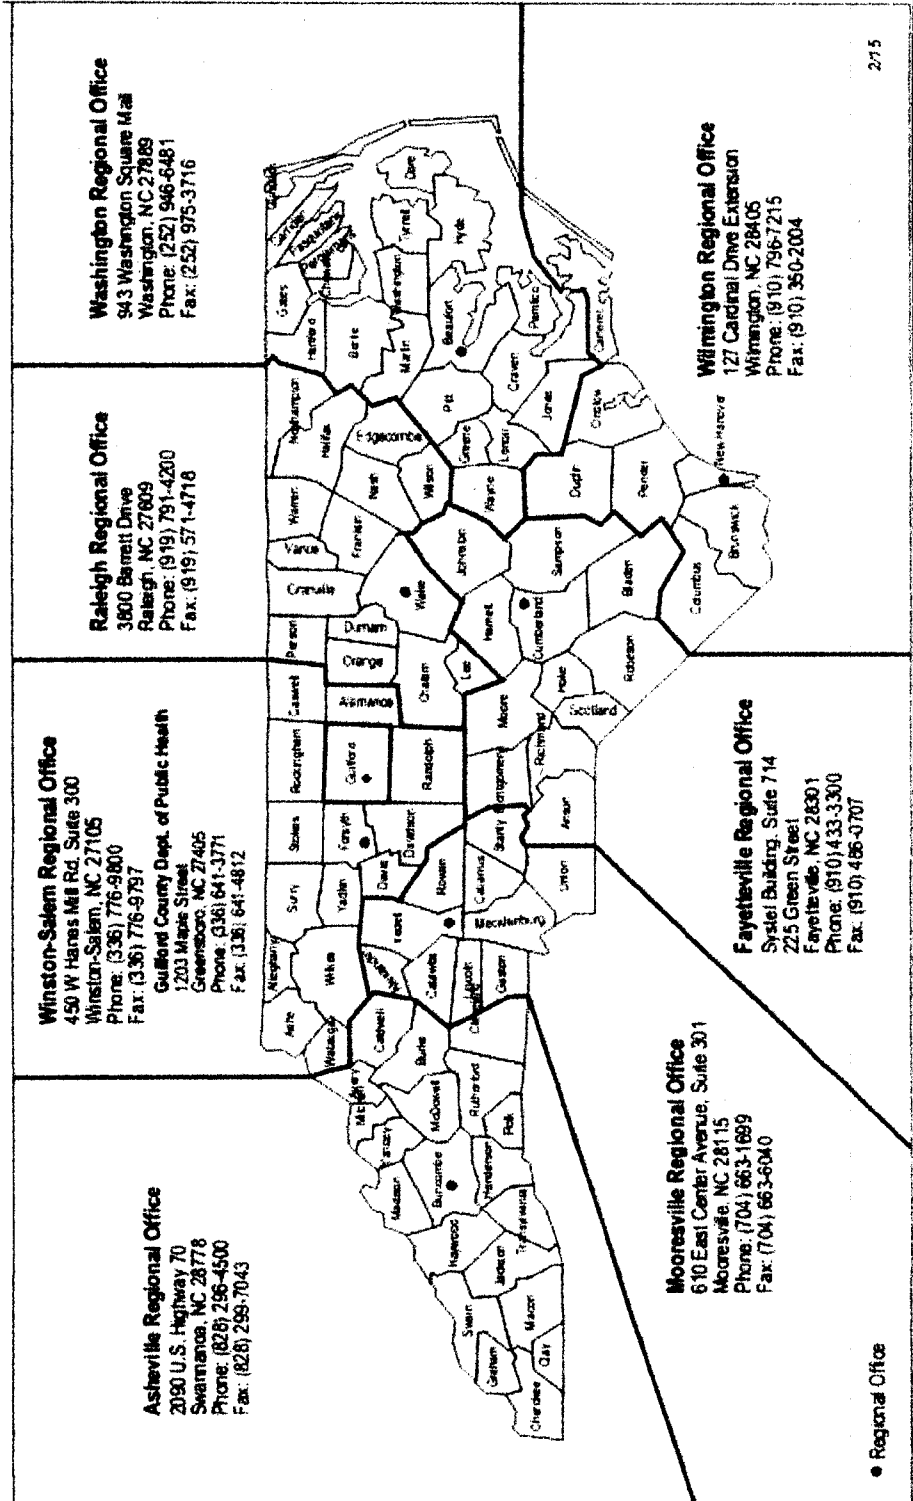 Asheville Regional Office
2090 U.S. Highway 70
Swannanoa, NC 28778
Phone: (828) 296-4500
Fax: (828) 299-7043
Winston-Salem Regional Office
450 W Hanes Mill Rd, Suite 300
Winston-Salem, NC 27105
Phone: (336) 776-9800
Fax: (336) 776-9797
Guilford County Dept. of Public Health
1203 Maple Street
Greensboro, NC 27405
Phone: (336) 641-3771
Fax: (336) 641-4812
Raleigh Regional Office
3800 Barrett Drive
Raleigh, NC 27609
Phone: (919) 791-4200
Fax: (919) 571-4718
Washington Regional Office
943 Washington Square Mall
Washington, NC 27889
Phone: (252) 946-6481
Fax: (252) 975-3716
Cherokee
Graham
Clay
Swain
Macon
Jackson
Haywood
Transylvania
Madison
Buncombe
Henderson
Yancey
Mitchell
Avery
McDowell
Polk
Rutherford
Burke
Caldwell
Watauga
Ashe
Alleghany
Wilkes
Cleveland
Lincoln
Gaston
Catawba
Iredell
Mecklenburg
Rowan
Cabarrus
Stanly
Union
Surry
Yadkin
Davie
Stokes
Forsyth
Davidson
Rockingham
Guilford
Randolph
Caswell
Alamance
Montgomery
Anson
Richmond
Moore
Scotland
Hoke
Robeson
Lee
Harnett
Cumberland
Bladen
Sampson
Person
Orange
Durham
Chatham
Granville
Vance
Warren
Franklin
Wake
Johnston
Nash
Wilson
Halifax
Northampton
Edgecombe
Wayne
Greene
Lenoir
Pitt
Jones
Craven
Pamlico
Beaufort
Martin
Bertie
Hertford
Gates
Chowan
Perquimans
Pasquotank
Camden
Washington
Tyrrell
Dare
Hyde
Carteret
Onslow
Duplin
Pender
New Hanover
Brunswick
Columbus
Mooresville Regional Office
610 East Center Avenue, Suite 301
Mooresville, NC 28115
Phone: (704) 663-1699
Fax: (704) 663-6040
Fayetteville Regional Office
Systel Building, Suite 714
225 Green Street
Fayetteville, NC 28301
Phone: (910) 433-3300
Fax: (910) 486-0707
Wilmington Regional Office
127 Cardinal Drive Extension
Wilmington, NC 28405
Phone: (910) 796-7215
Fax: (910) 350-2004
● Regional Office
2/15